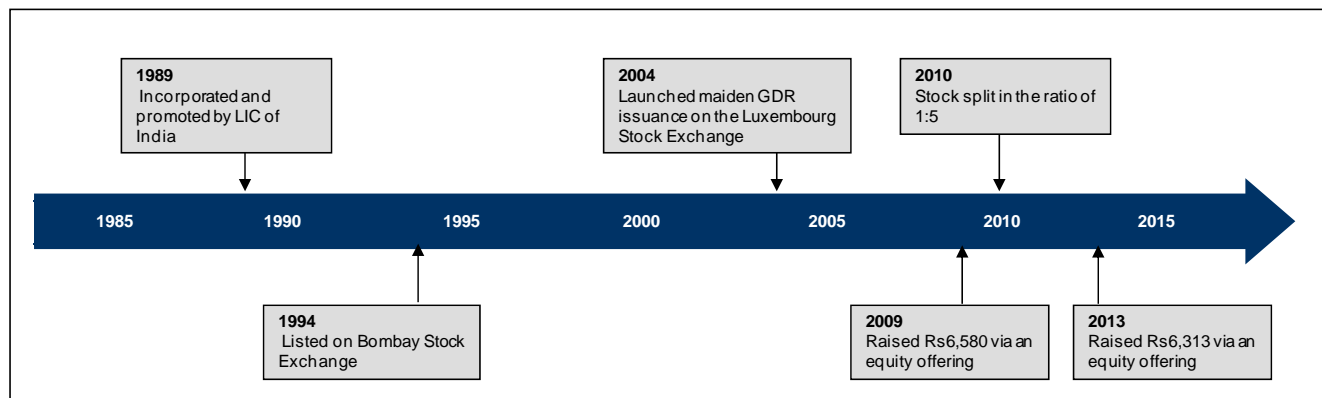 1989
Incorporated and
promoted by LIC of
India
2004
Launched maiden GDR
issuance on the Luxembourg
Stock Exchange
2010
Stock split in the ratio of
1:5
1985 1990 1995 2000 2005 2010 2015
1994
Listed on Bombay Stock
Exchange
2009
Raised Rs6,580 via an
equity offering
2013
Raised Rs6,313 via an
equity offering